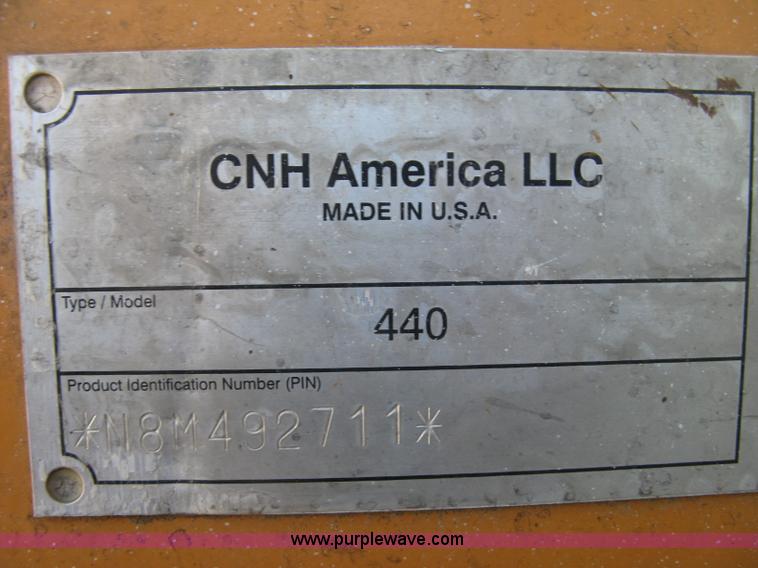 CNH America LLC
MADE IN U.S.A.
Type / Model
440
Product Identification Number (PIN)
*N8M492711*
www.purplewave.com